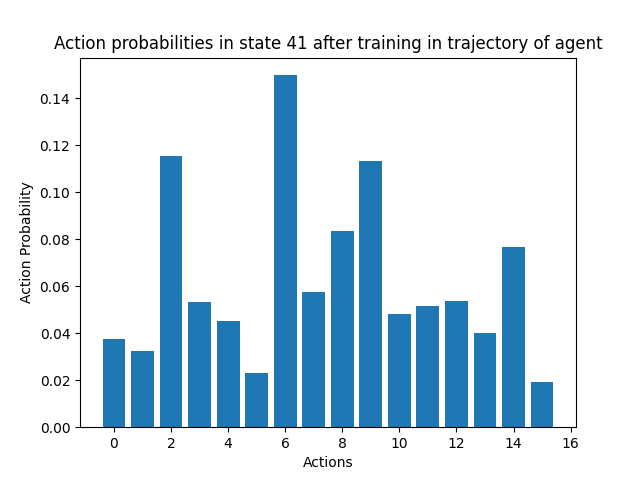 Action probabilities in state 41 after training in trajectory of agent
0.14
0.12
0.10
0.08
0.06
0.04
0.02
0.00
Action Probability
0 2 4 6 8 10 12 14 16
Actions